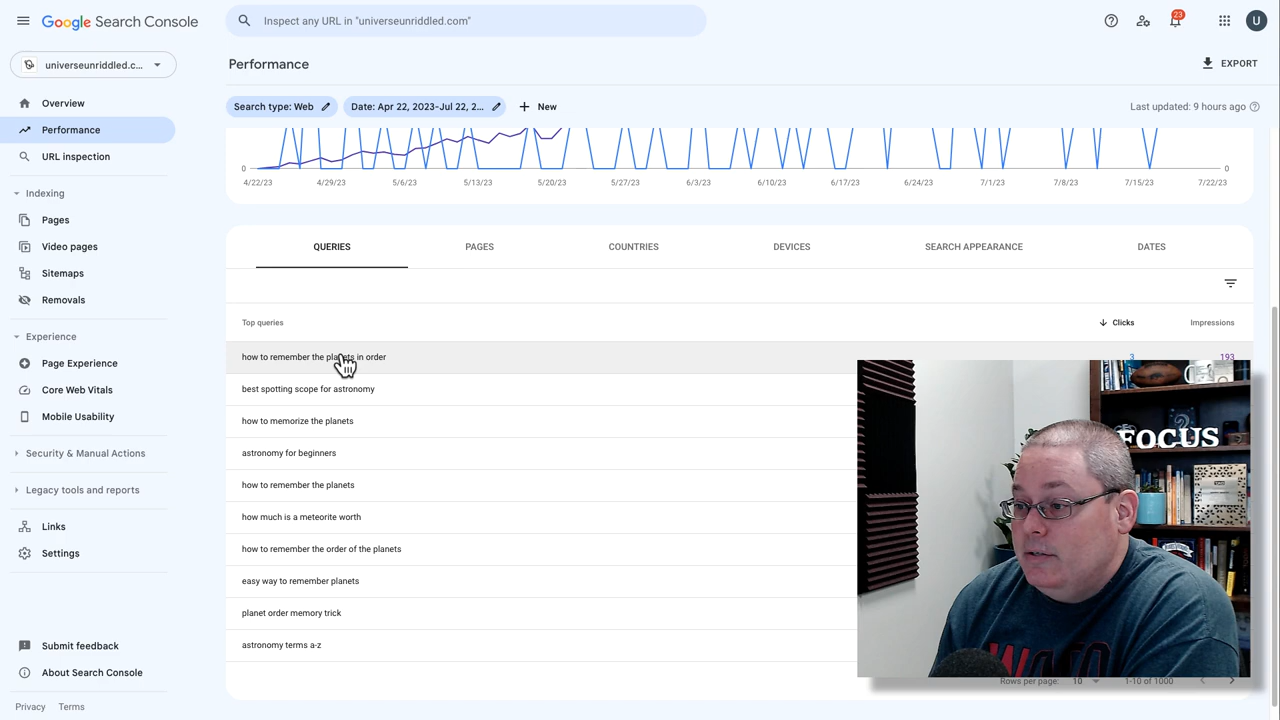 Google Search Console
Inspect any URL in "universeunriddled.com"
23
U
universeunriddled.c...
Performance
EXPORT
Overview
Search type: Web
Date: Apr 22, 2023-Jul 22, 2...
New
Last updated: 9 hours ago
Performance
URL inspection
0
0
4/22/23
4/29/23
5/6/23
5/13/23
5/20/23
5/27/23
6/3/23
6/10/23
6/17/23
6/24/23
7/1/23
7/8/23
7/15/23
7/22/23
Indexing
Pages
Video pages
Sitemaps
Removals
QUERIES
PAGES
COUNTRIES
DEVICES
SEARCH APPEARANCE
DATES
Experience
Page Experience
Core Web Vitals
Mobile Usability
Security & Manual Actions
Legacy tools and reports
Links
Settings
Submit feedback
About Search Console
Privacy
Terms
Top queries
Clicks
Impressions
how to remember the planets in order
3
193
best spotting scope for astronomy
how to memorize the planets
astronomy for beginners
how to remember the planets
how much is a meteorite worth
how to remember the order of the planets
easy way to remember planets
planet order memory trick
astronomy terms a-z
Rows per page:
10
1-10 of 1000
FOCUS